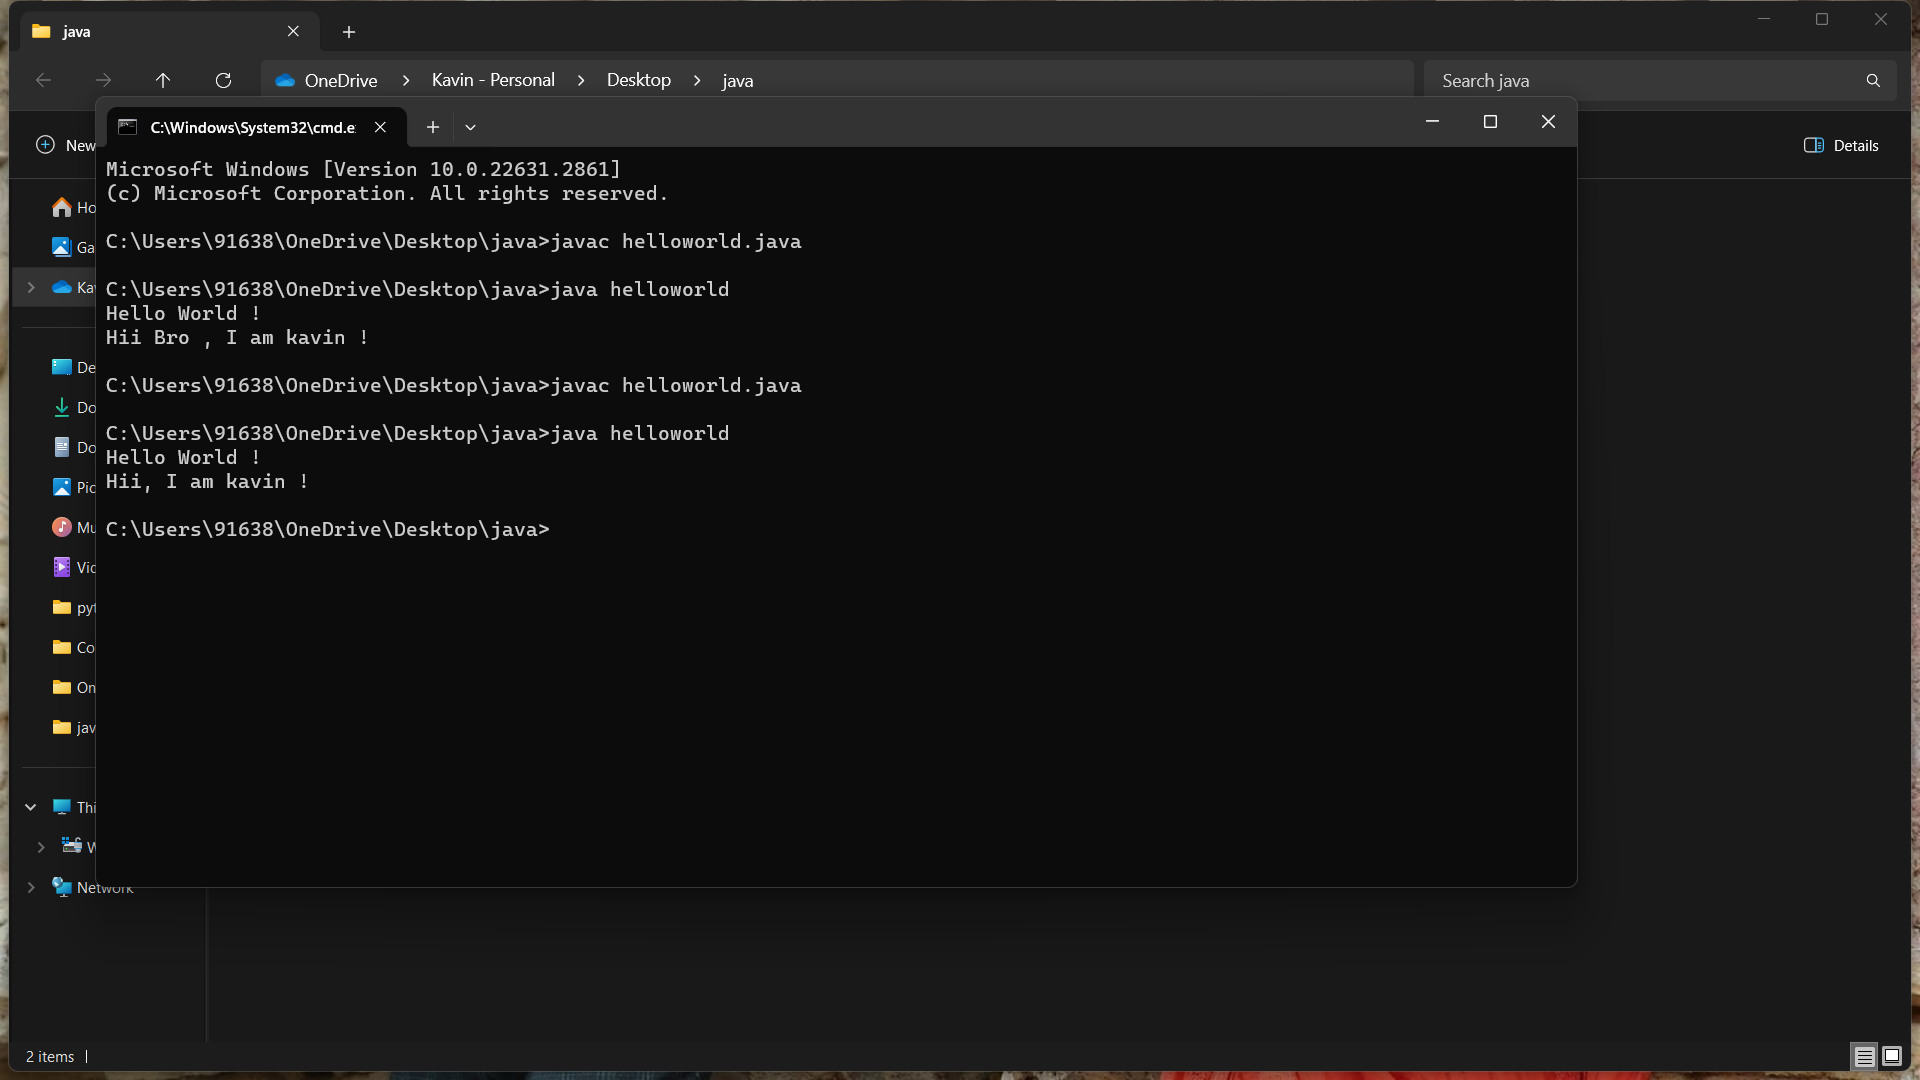 java
OneDrive > Kavin - Personal > Desktop > java
Search java
New
Details
C:\Windows\System32\cmd.e
Microsoft Windows [Version 10.0.22631.2861]
(c) Microsoft Corporation. All rights reserved.
C:\Users\91638\OneDrive\Desktop\java>javac helloworld.java
C:\Users\91638\OneDrive\Desktop\java>java helloworld
Hello World !
Hii Bro , I am kavin !
C:\Users\91638\OneDrive\Desktop\java>javac helloworld.java
C:\Users\91638\OneDrive\Desktop\java>java helloworld
Hello World !
Hii, I am kavin !
C:\Users\91638\OneDrive\Desktop\java>
Ho
Ga
Ka
De
Do
Do
Pic
Mu
Vic
pyt
Co
On
jav
Thi
W
Network
2 items